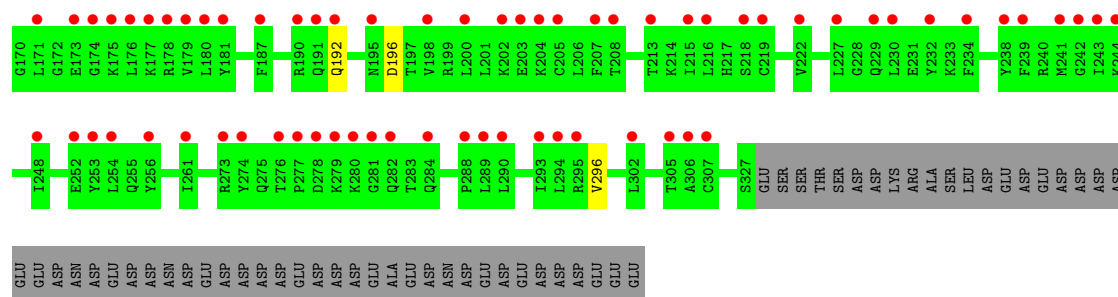 G170 L171 G172 E173 G174 K175 L176 K177 R178 V179 L180 Y181 F187 R190 Q191 Q192 N195 D196 T197 V198 R199 L200 L201 K202 E203 K204 C205 L206 F207 T208 T213 K214 I215 L216 H217 S218 C219 V222 L227 G228 Q229 L230 E231 Y232 K233 F234 Y238 F239 R240 M241 G242 I243 K244
I248 E252 Y253 L254 Q255 Y256 I261 R273 Y274 Q275 T276 P277 D278 K279 K280 G281 Q282 T283 Q284 P288 L289 L290 I293 L294 R295 V296 L302 T305 A306 C307 S327 GLU SER SER THR SER ASP ASP LYS ARG ALA SER LEU ASP GLU ASP GLU ASP ASP ASP ASP
GLU GLU ASP ASN ASP GLU ASP ASP ASN ASP GLU ASP ASP ASP ASP GLU ASP ASP ASP GLU ALA GLU ASP ASN ASP GLU ASP GLU ASP ASP GLU GLU GLU